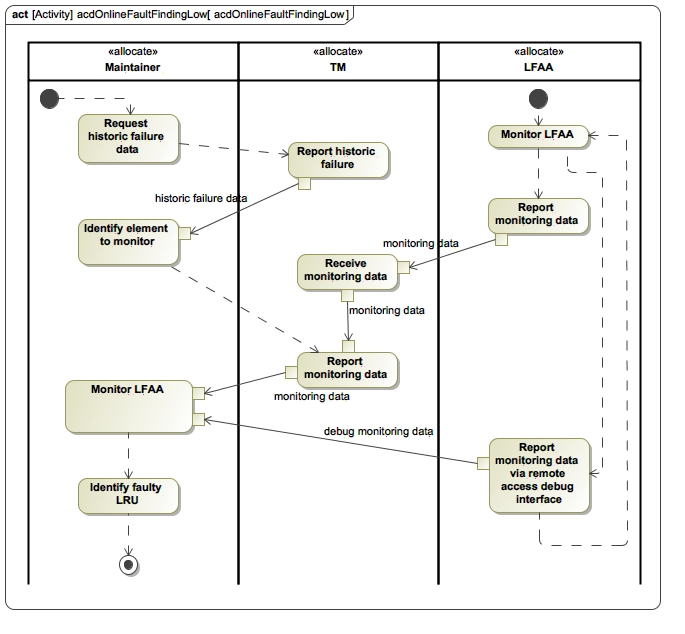 act [Activity] acdOnlineFaultFindingLow[ acdOnlineFaultFindingLow]
«allocate»
Maintainer
«allocate»
TM
«allocate»
LFAA
Request
historic failure
data
Monitor LFAA
Report historic
failure
historic failure data
Report
monitoring data
Identify element
to monitor
monitoring data
Receive
monitoring data
monitoring data
Report
monitoring data
Monitor LFAA
monitoring data
debug monitoring data
Report
monitoring data
via remote
access debug
interface
Identify faulty
LRU